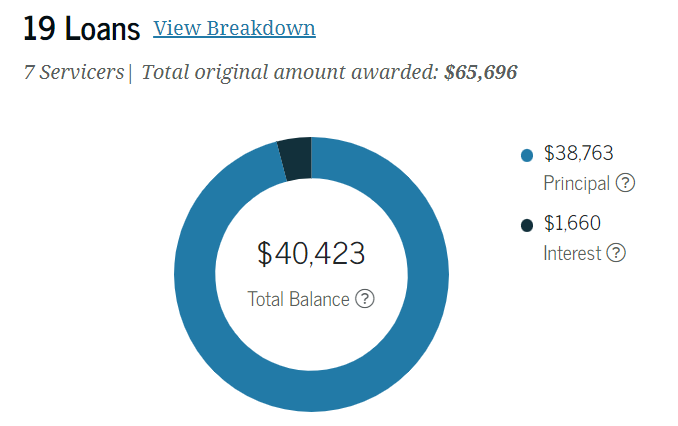 19 Loans View Breakdown
7 Servicers| Total original amount awarded: $65,696
$38,763
Principal ?
$1,660
Interest ?
$40,423
Total Balance ?